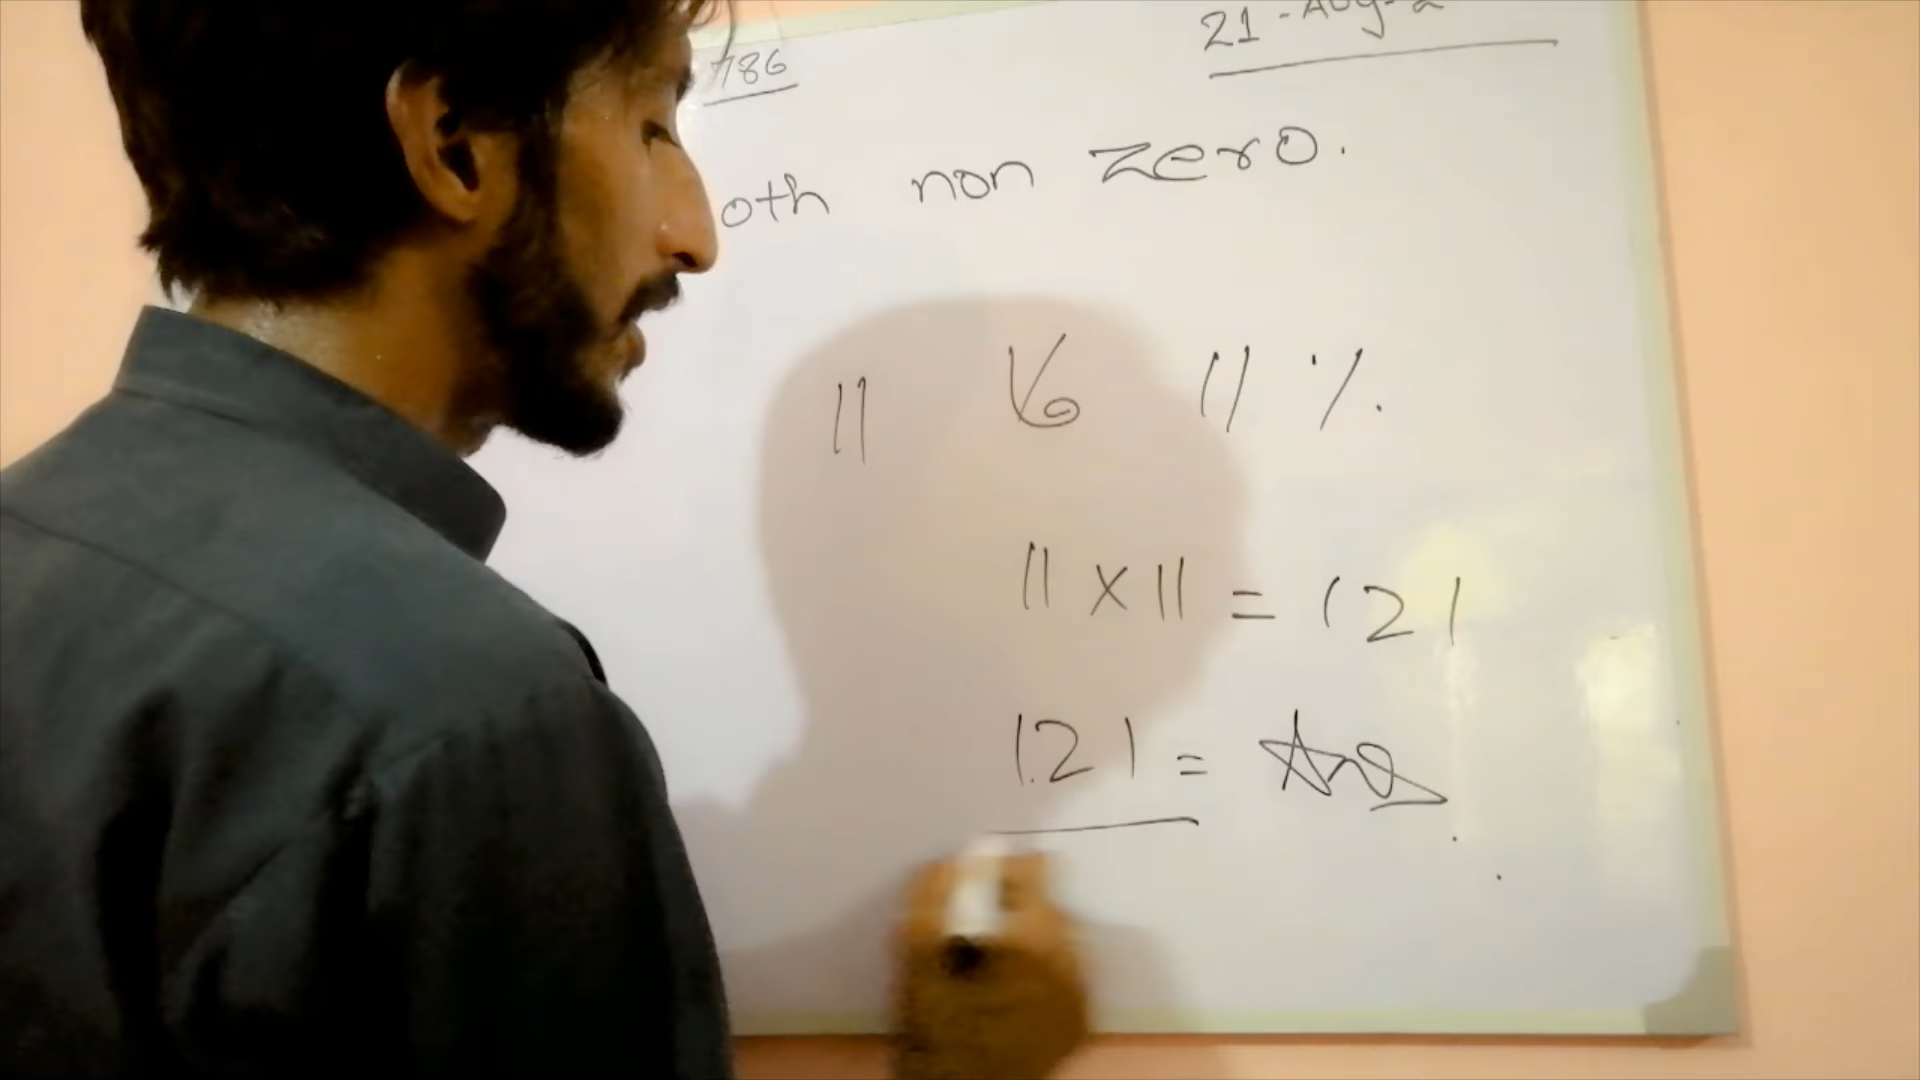 786
21 - Aug - 2
oth non zero.
11 % 11 %.
11 x 11 = 121
1.21 = Ans